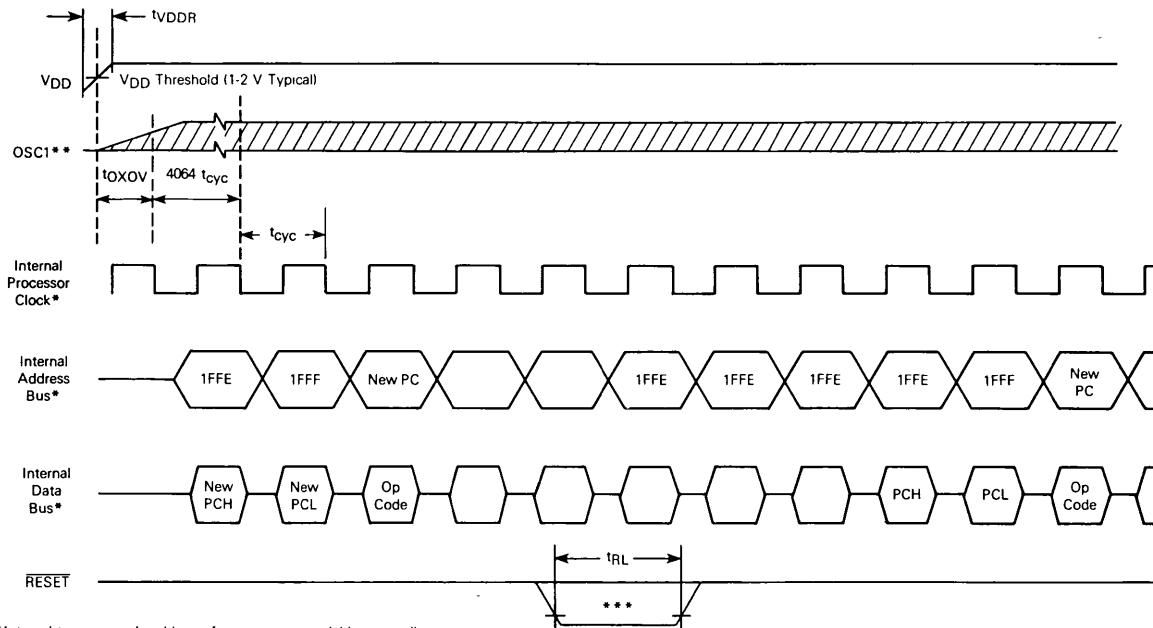 tVDDR
VDD
VDD Threshold (1-2 V Typical)
OSC1**
tOXOV
4064 tcyc
tcyc
Internal
Processor
Clock*
Internal
Address
Bus*
1FFE
1FFF
New PC
1FFE
1FFE
1FFE
1FFE
1FFF
New
PC
Internal
Data
Bus*
New
PCH
New
PCL
Op
Code
PCH
PCL
Op
Code
RESET
tRL
***